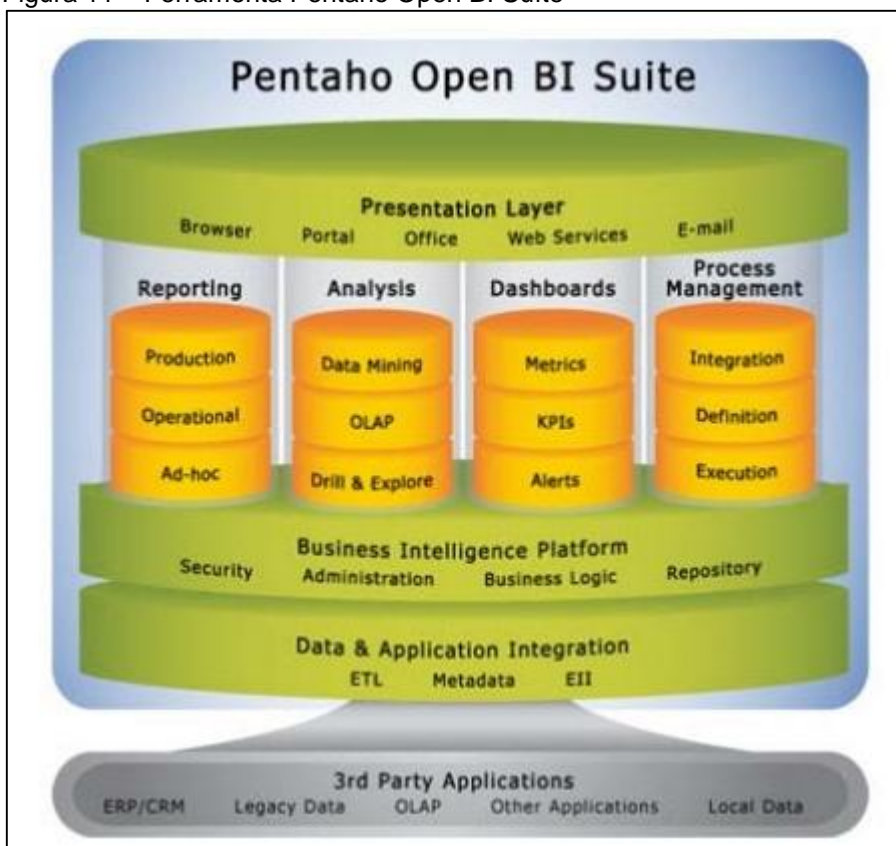 Pentaho Open BI Suite
Presentation Layer
Browser Portal Office Web Services E-mail
Reporting Analysis Dashboards Process Management
Production Data Mining Metrics Integration
Operational OLAP KPIs Definition
Ad-hoc Drill & Explore Alerts Execution
Business Intelligence Platform
Security Administration Business Logic Repository
Data & Application Integration
ETL Metadata EII
3rd Party Applications
ERP/CRM Legacy Data OLAP Other Applications Local Data